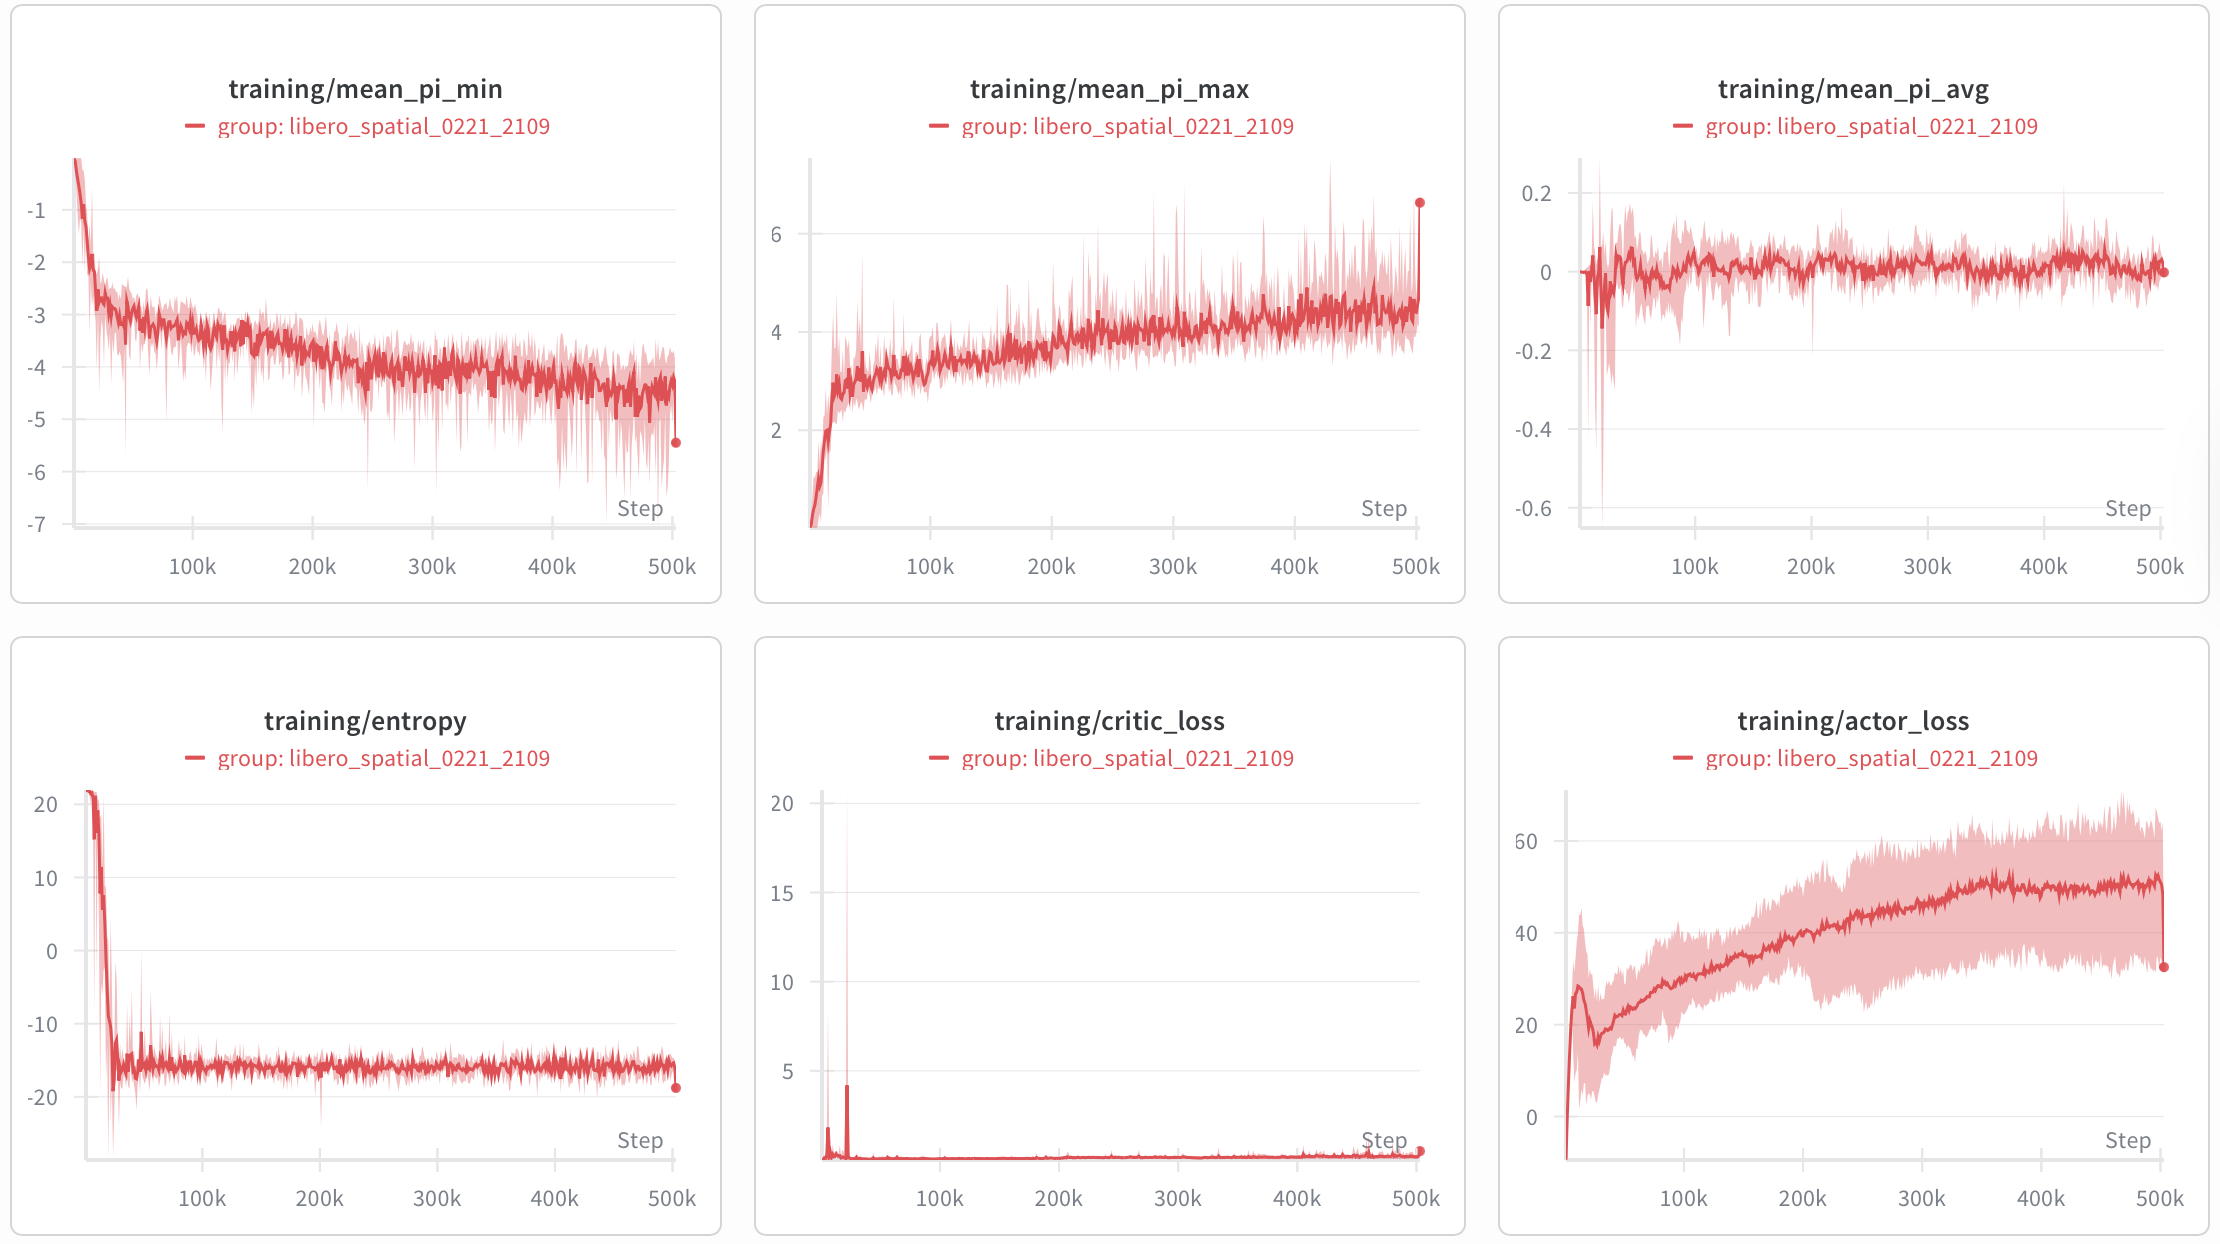 training/mean_pi_min
group: libero_spatial_0221_2109
-1
-2
-3
-4
-5
-6
-7
Step
100k 200k 300k 400k 500k
training/mean_pi_max
group: libero_spatial_0221_2109
6
4
2
Step
100k 200k 300k 400k 500k
training/mean_pi_avg
group: libero_spatial_0221_2109
0.2
0
-0.2
-0.4
-0.6
Step
100k 200k 300k 400k 500k
training/entropy
group: libero_spatial_0221_2109
20
10
0
-10
-20
Step
100k 200k 300k 400k 500k
training/critic_loss
group: libero_spatial_0221_2109
20
15
10
5
Step
100k 200k 300k 400k 500k
training/actor_loss
group: libero_spatial_0221_2109
60
40
20
0
Step
100k 200k 300k 400k 500k